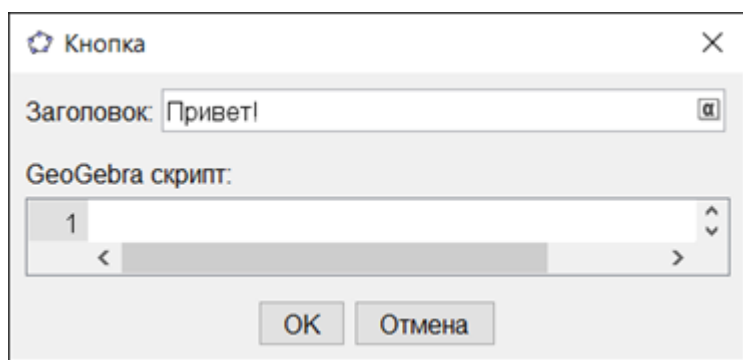 Кнопка
Заголовок: Привет! α
GeoGebra скрипт:
1
OK Отмена